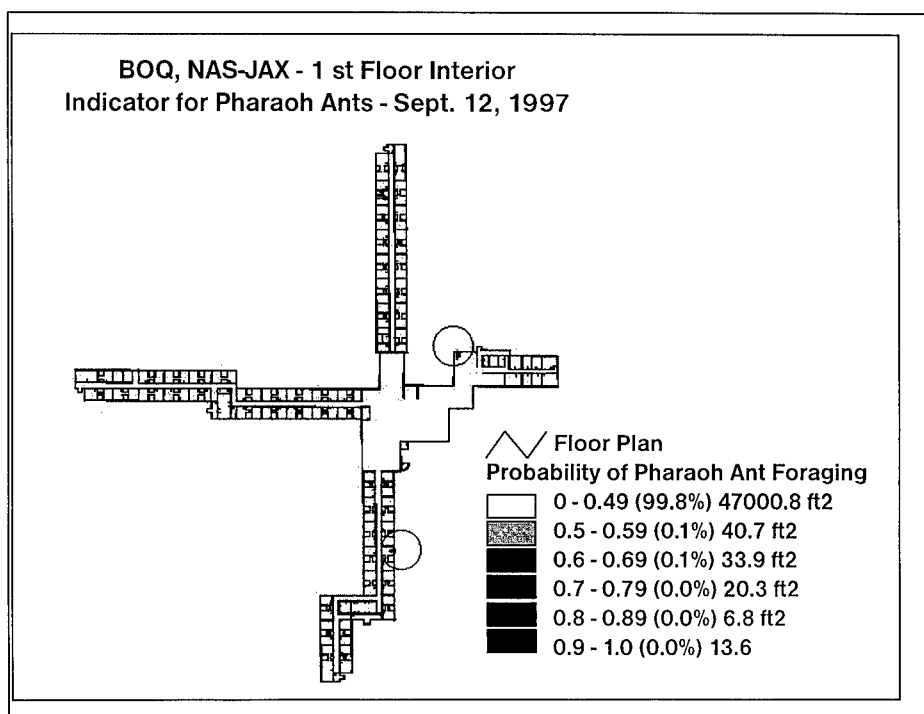 BOQ, NAS-JAX - 1 st Floor Interior
Indicator for Pharaoh Ants - Sept. 12, 1997
Floor Plan
Probability of Pharaoh Ant Foraging
0 - 0.49 (99.8%) 47000.8 ft2
0.5 - 0.59 (0.1%) 40.7 ft2
0.6 - 0.69 (0.1%) 33.9 ft2
0.7 - 0.79 (0.0%) 20.3 ft2
0.8 - 0.89 (0.0%) 6.8 ft2
0.9 - 1.0 (0.0%) 13.6